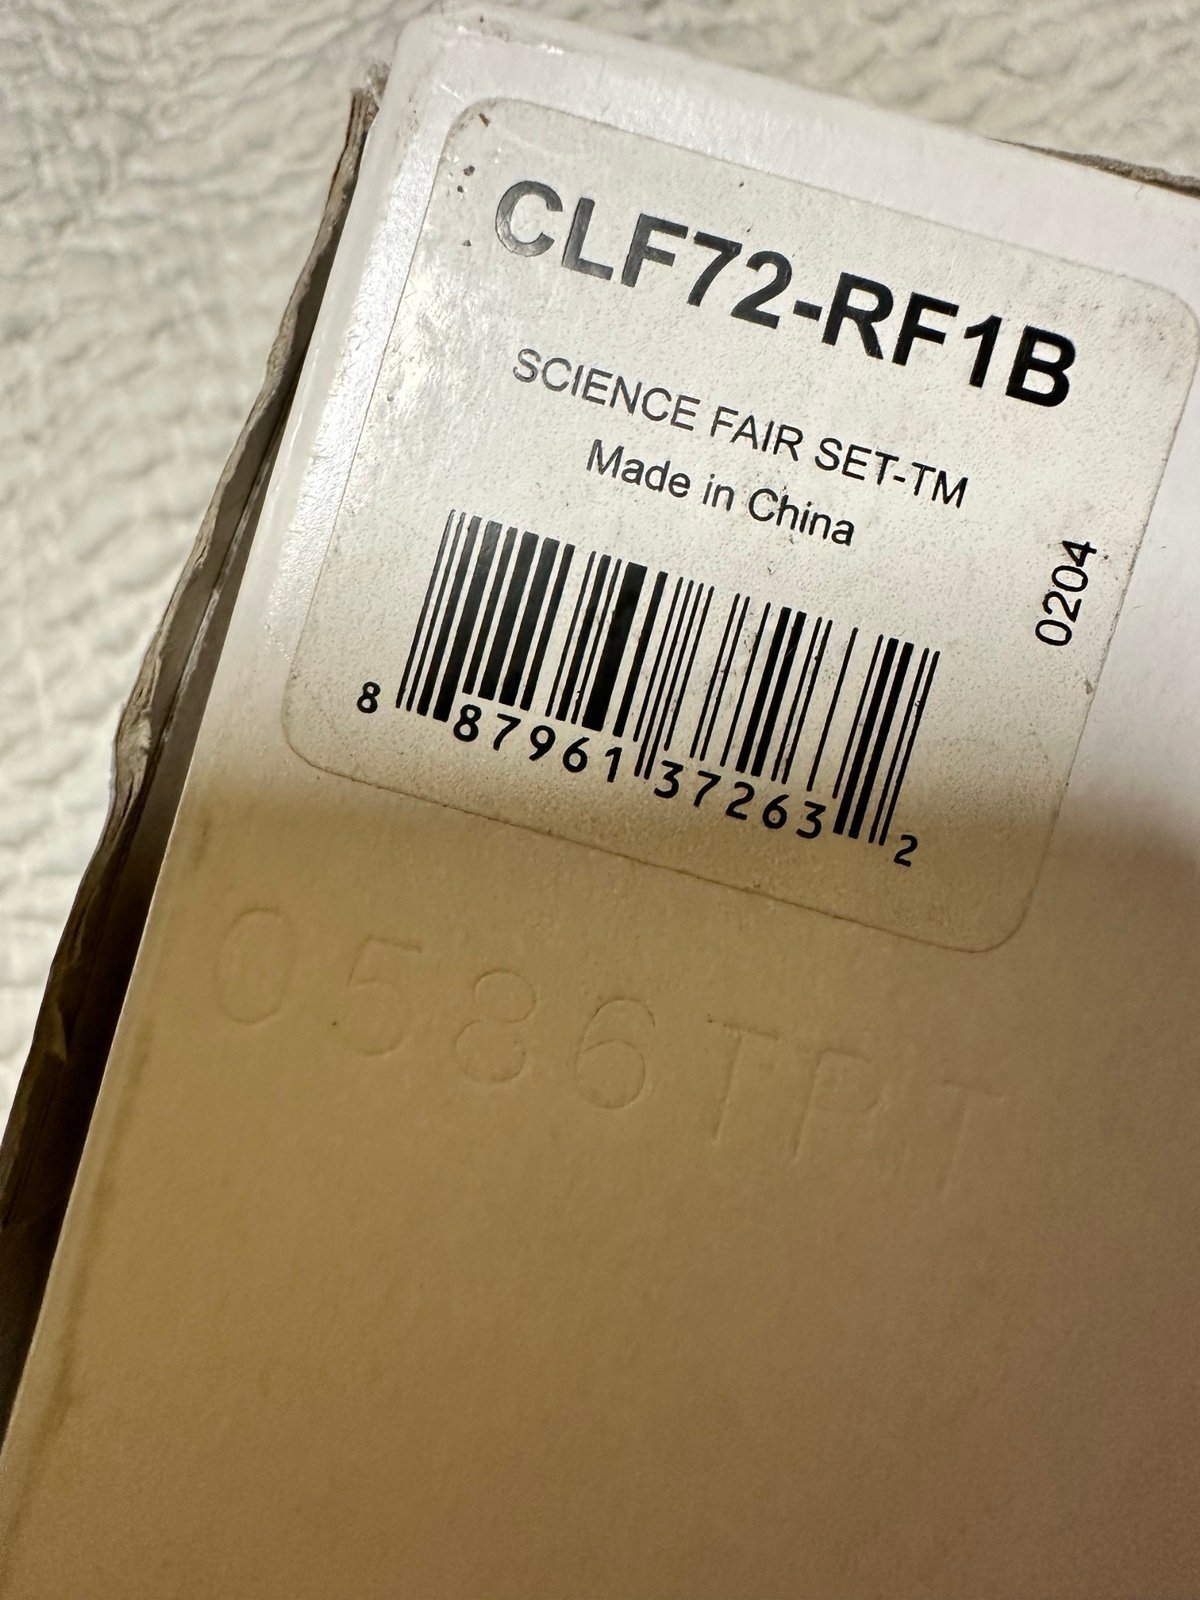 CLF72-RF1B
SCIENCE FAIR SET-TM
Made in China
0204
8 87961 37263 2
0586TRT